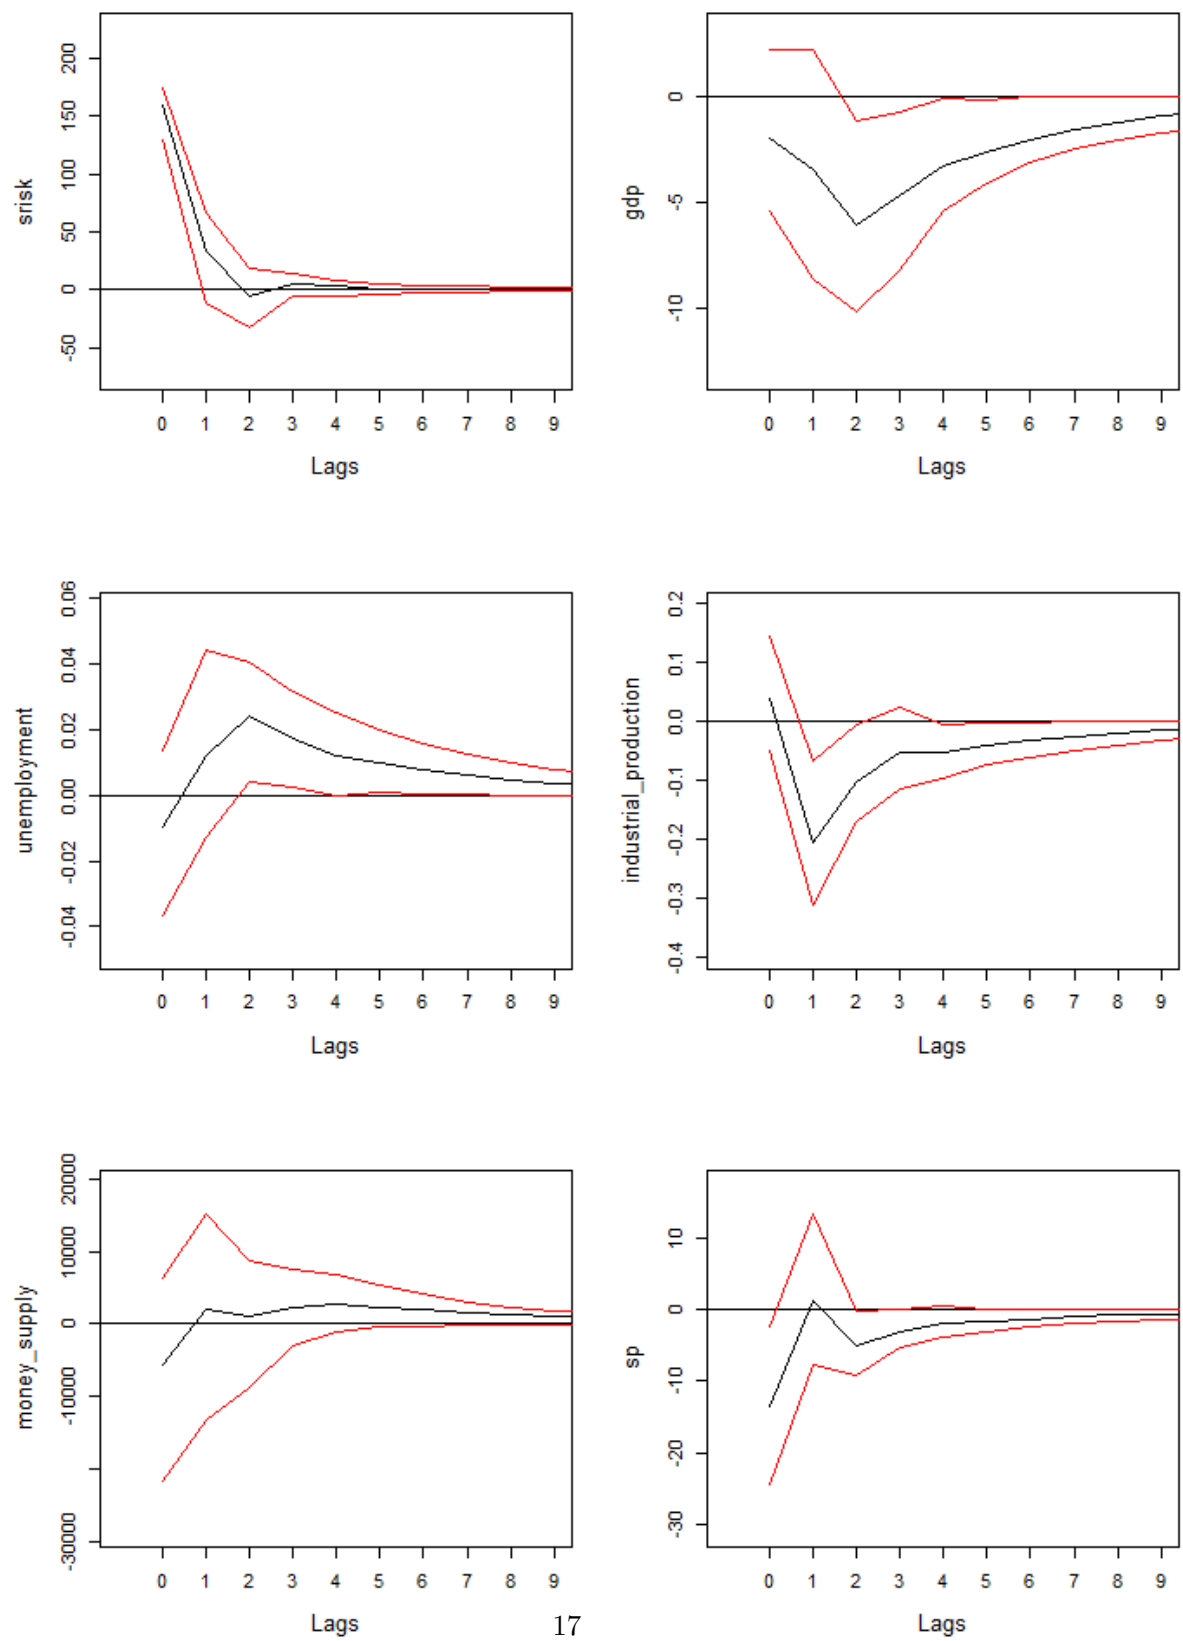 srisk
-50 0 50 100 150 200
0 1 2 3 4 5 6 7 8 9
Lags
gdp
-10 -5 0
0 1 2 3 4 5 6 7 8 9
Lags
unemployment
-0.04 -0.02 0.00 0.02 0.04 0.06
0 1 2 3 4 5 6 7 8 9
Lags
industrial_production
-0.4 -0.3 -0.2 -0.1 0.0 0.1 0.2
0 1 2 3 4 5 6 7 8 9
Lags
money_supply
-30000 -10000 0 10000 20000
0 1 2 3 4 5 6 7 8 9
Lags
sp
-30 -20 -10 0 10
0 1 2 3 4 5 6 7 8 9
Lags
17